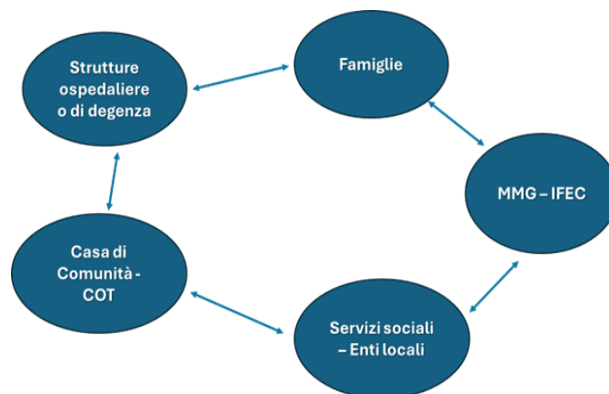 Strutture
ospedaliere
o di degenza
Famiglie
MMG – IFEC
Casa di
Comunità -
COT
Servizi sociali
– Enti locali